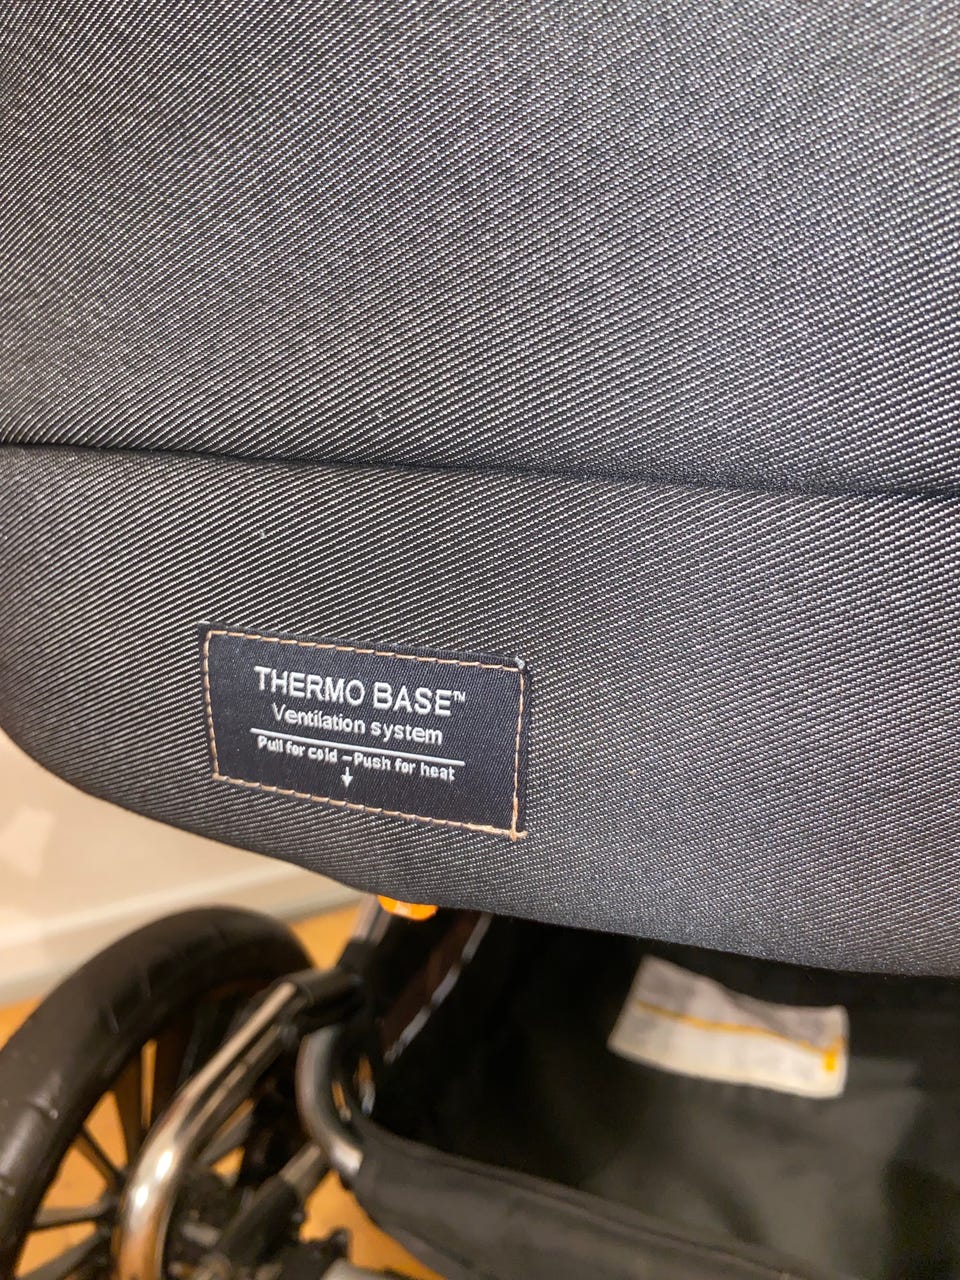 THERMO BASE™
Ventilation system
Pull for cold - Push for heat